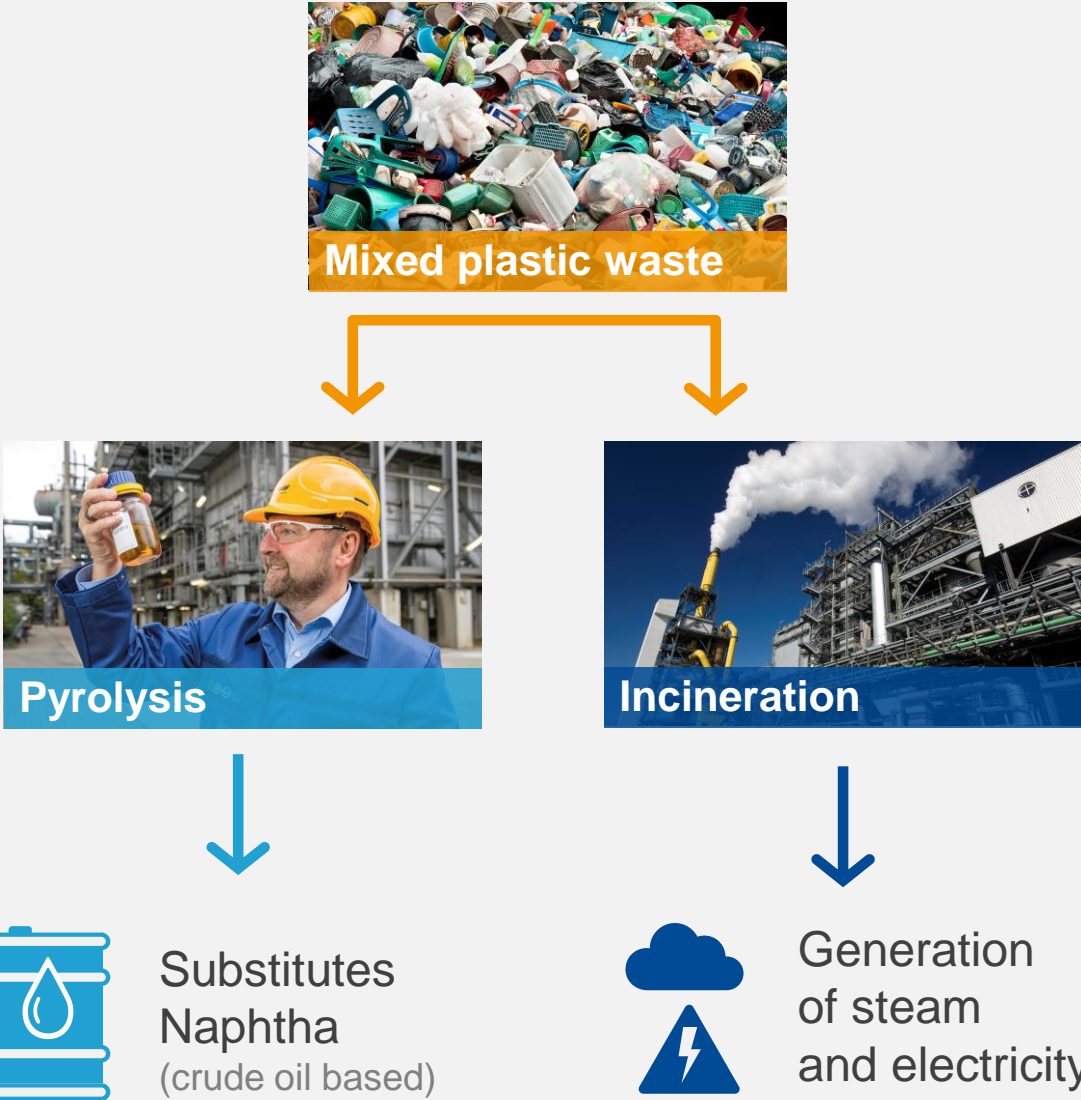 Mixed plastic waste
Pyrolysis
Incineration
Substitutes
Naphtha
(crude oil based)
Generation
of steam
and electricity